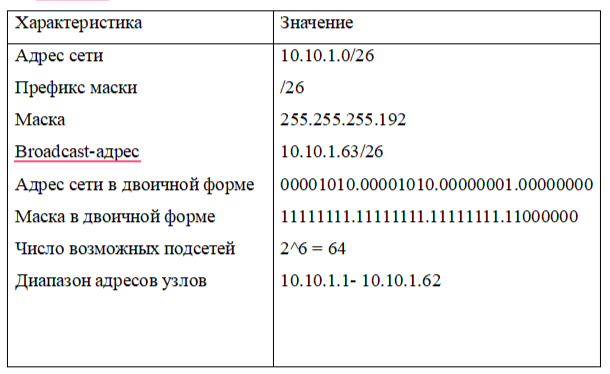 Характеристика Значение
Адрес сети 10.10.1.0/26
Префикс маски /26
Маска 255.255.255.192
Broadcast-адрес 10.10.1.63/26
Адрес сети в двоичной форме 00001010.00001010.00000001.00000000
Маска в двоичной форме 11111111.11111111.11111111.11000000
Число возможных подсетей 2^6 = 64
Диапазон адресов узлов 10.10.1.1- 10.10.1.62